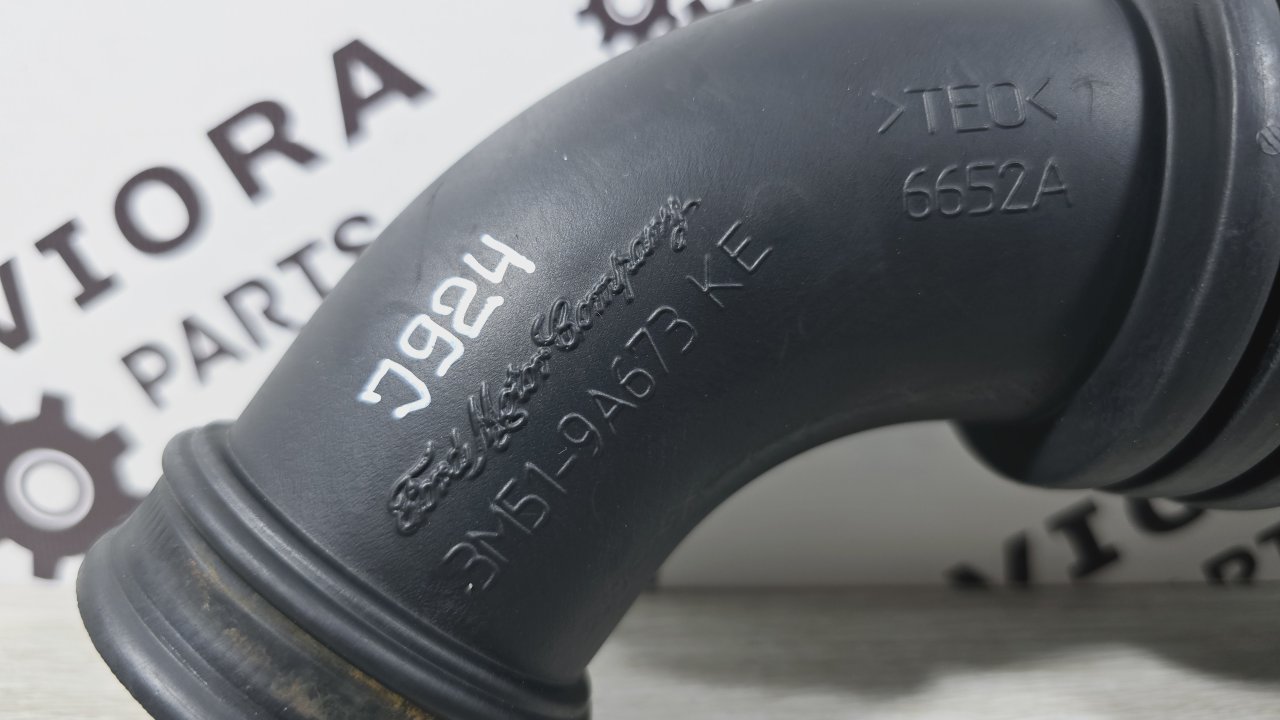 VIORA
PARTS
>TEO<
6652A
J924
Ford Motor Company
3M51-9A673 KE